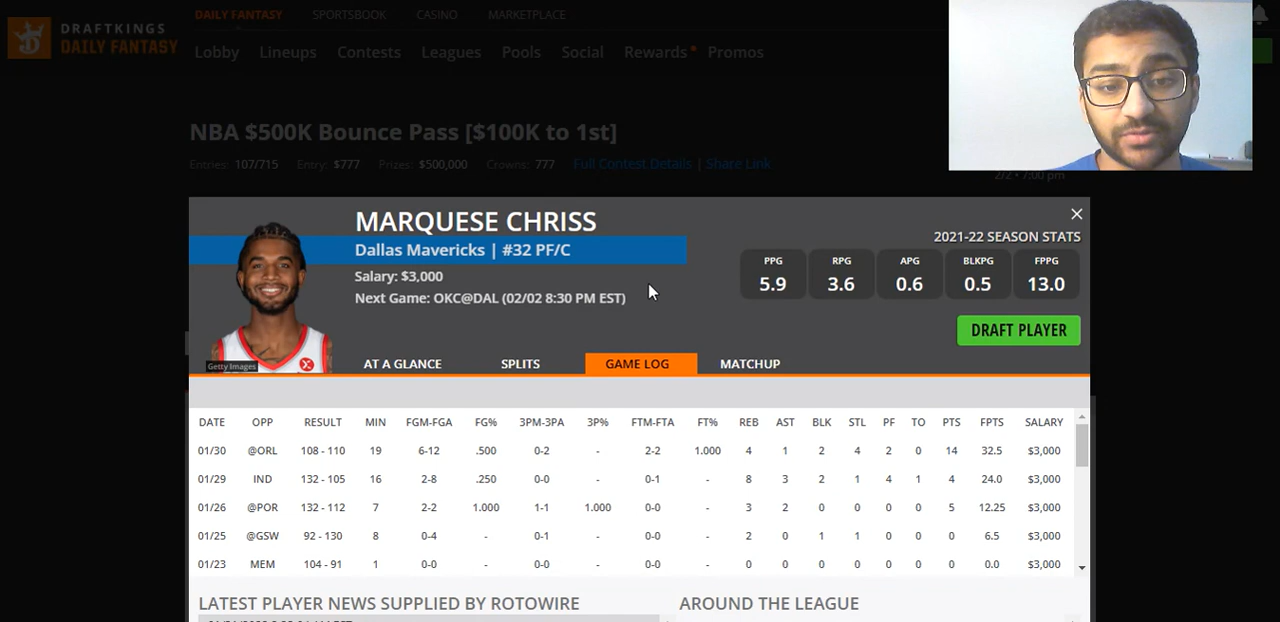 DRAFTKINGS
DAILY FANTASY
DAILY FANTASY SPORTSBOOK CASINO MARKETPLACE
Lobby Lineups Contests Leagues Pools Social Rewards Promos
NBA $500K Bounce Pass [$100K to 1st]
Entries: 107/715 Entry: $777 Prizes: $500,000 Crowns: 777 Full Contest Details | Share Link
2/2 • 7:00 pm
MARQUESE CHRISS
Dallas Mavericks | #32 PF/C
Salary: $3,000
Next Game: OKC@DAL (02/02 8:30 PM EST)
2021-22 SEASON STATS
PPG RPG APG BLKPG FPPG
5.9 3.6 0.6 0.5 13.0
DRAFT PLAYER
Getty Images
AT A GLANCE SPLITS GAME LOG MATCHUP
DATE OPP RESULT MIN FGM-FGA FG% 3PM-3PA 3P% FTM-FTA FT% REB AST BLK STL PF TO PTS FPTS SALARY
01/30 @ORL 108 - 110 19 6-12 .500 0-2 - 2-2 1.000 4 1 2 4 2 0 14 32.5 $3,000
01/29 IND 132 - 105 16 2-8 .250 0-0 - 0-1 - 8 3 2 1 4 1 4 24.0 $3,000
01/26 @POR 132 - 112 7 2-2 1.000 1-1 1.000 0-0 - 3 2 0 0 0 0 5 12.25 $3,000
01/25 @GSW 92 - 130 8 0-4 - 0-1 - 0-0 - 2 0 1 1 0 0 0 6.5 $3,000
01/23 MEM 104 - 91 1 0-0 - 0-0 - 0-0 - 0 0 0 0 0 0 0 0.0 $3,000
LATEST PLAYER NEWS SUPPLIED BY ROTOWIRE
AROUND THE LEAGUE